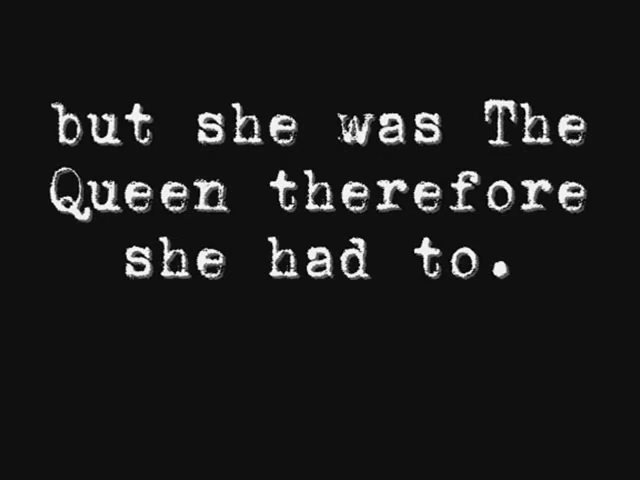 but she was The
Queen therefore
she had to.